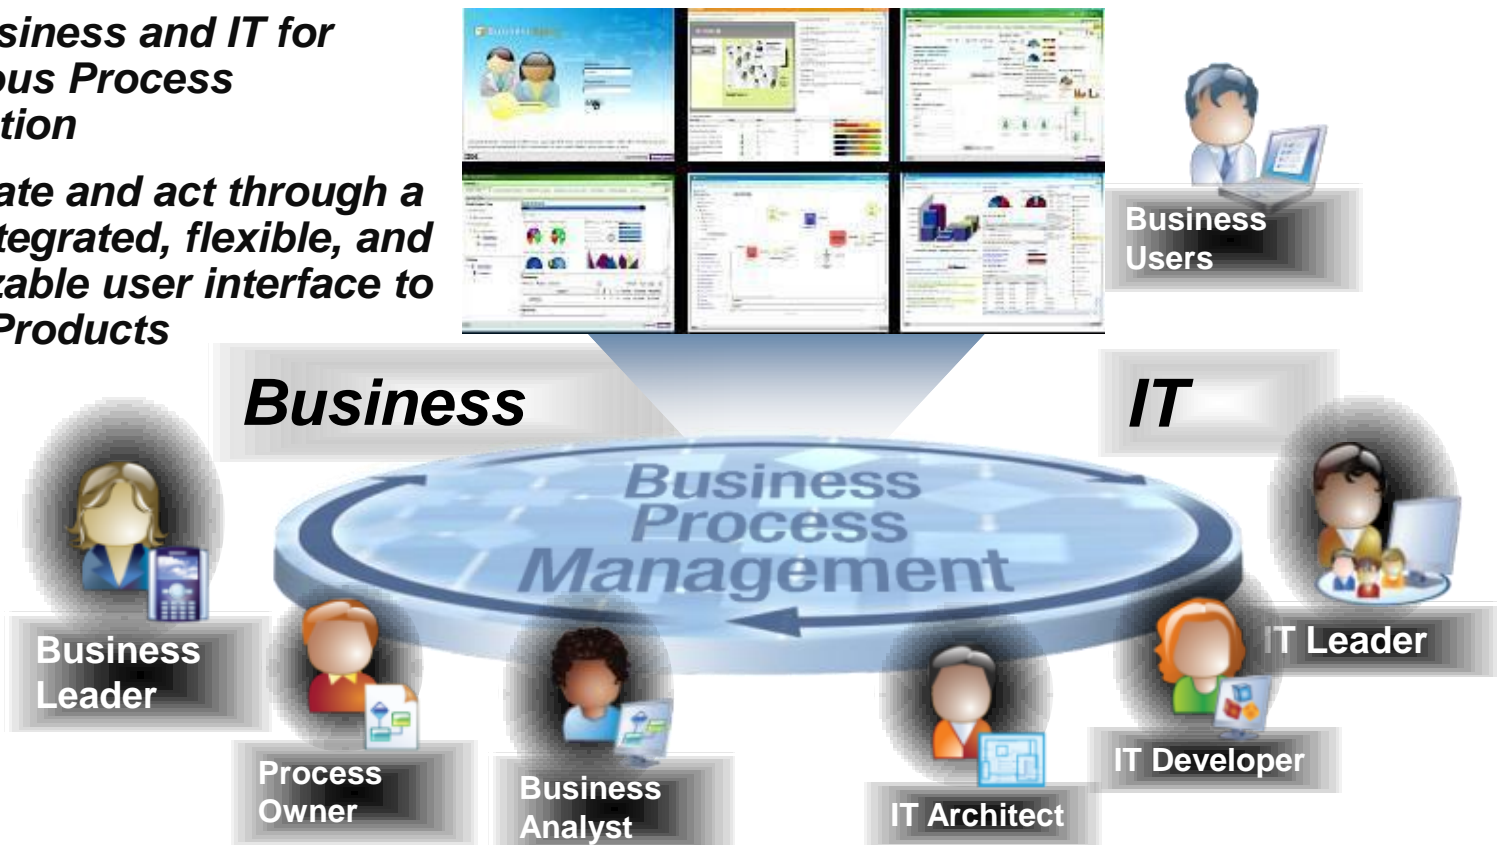 siness and IT for
ous Process
tion
ate and act through a
tegrated, flexible, and
zable user interface to
Products
Business
Users
Business
IT
Business
Process
Management
Business
Leader
IT Leader
Process
Owner
Business
Analyst
IT Architect
IT Developer